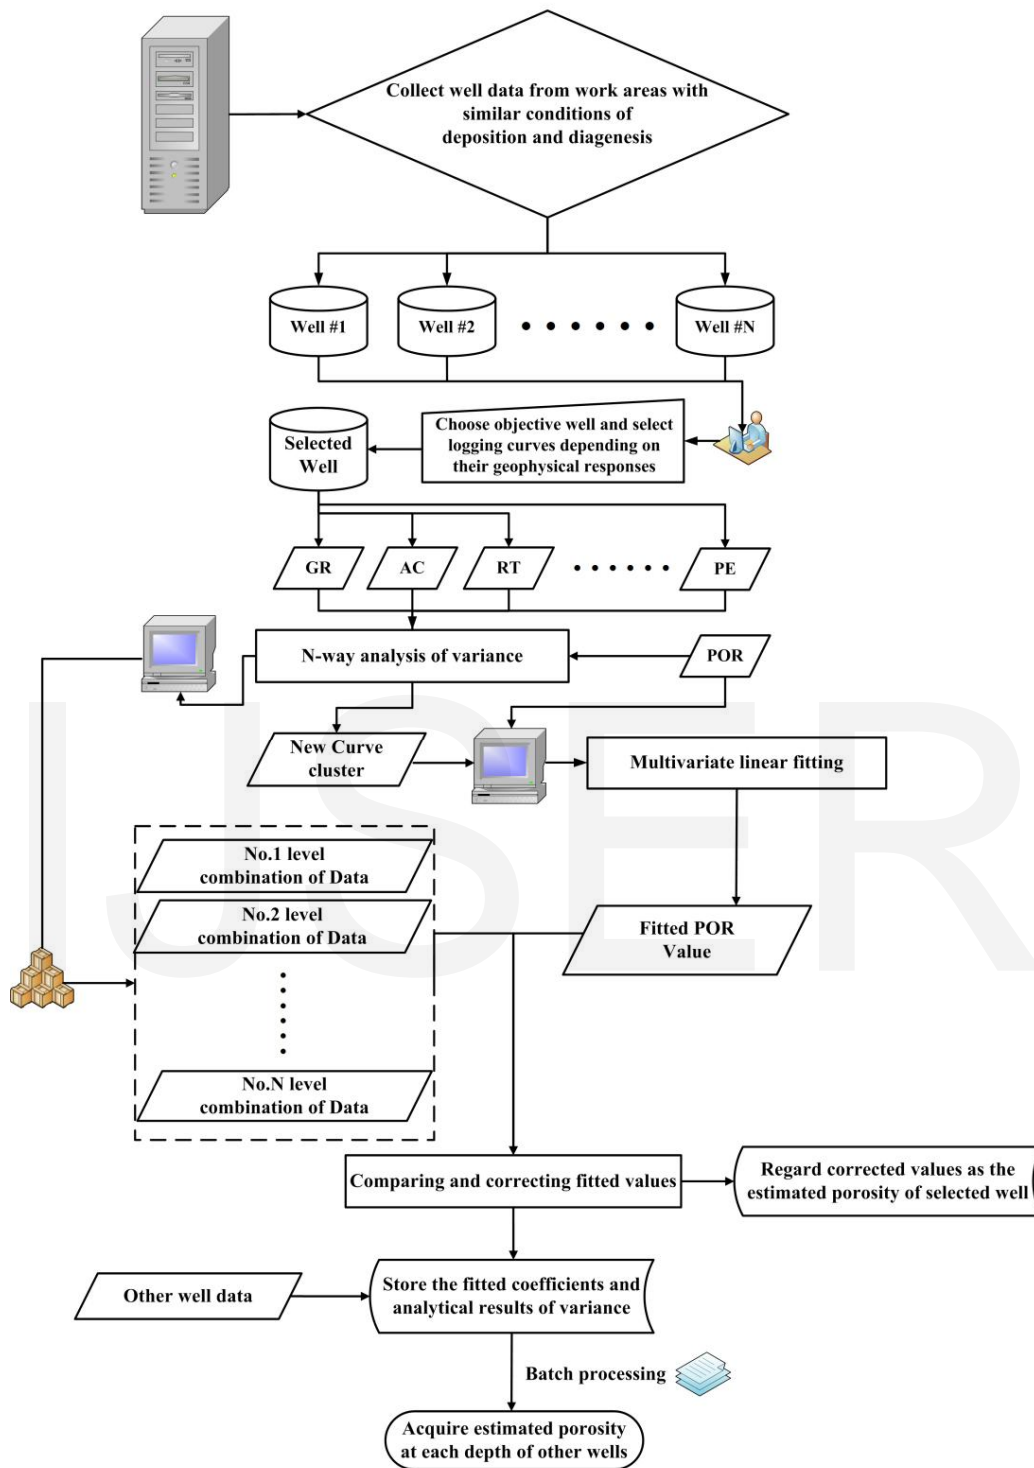 Collect well data from work areas with
similar conditions of
deposition and diagenesis
Well #1
Well #2
Well #N
Choose objective well and select
logging curves depending on
their geophysical responses
Selected
Well
GR
AC
RT
PE
N-way analysis of variance
POR
New Curve
cluster
Multivariate linear fitting
No.1 level
combination of Data
No.2 level
combination of Data
Fitted POR
Value
No.N level
combination of Data
Comparing and correcting fitted values
Regard corrected values as the
estimated porosity of selected well
Other well data
Store the fitted coefficients and
analytical results of variance
Batch processing
Acquire estimated porosity
at each depth of other wells
IJSER